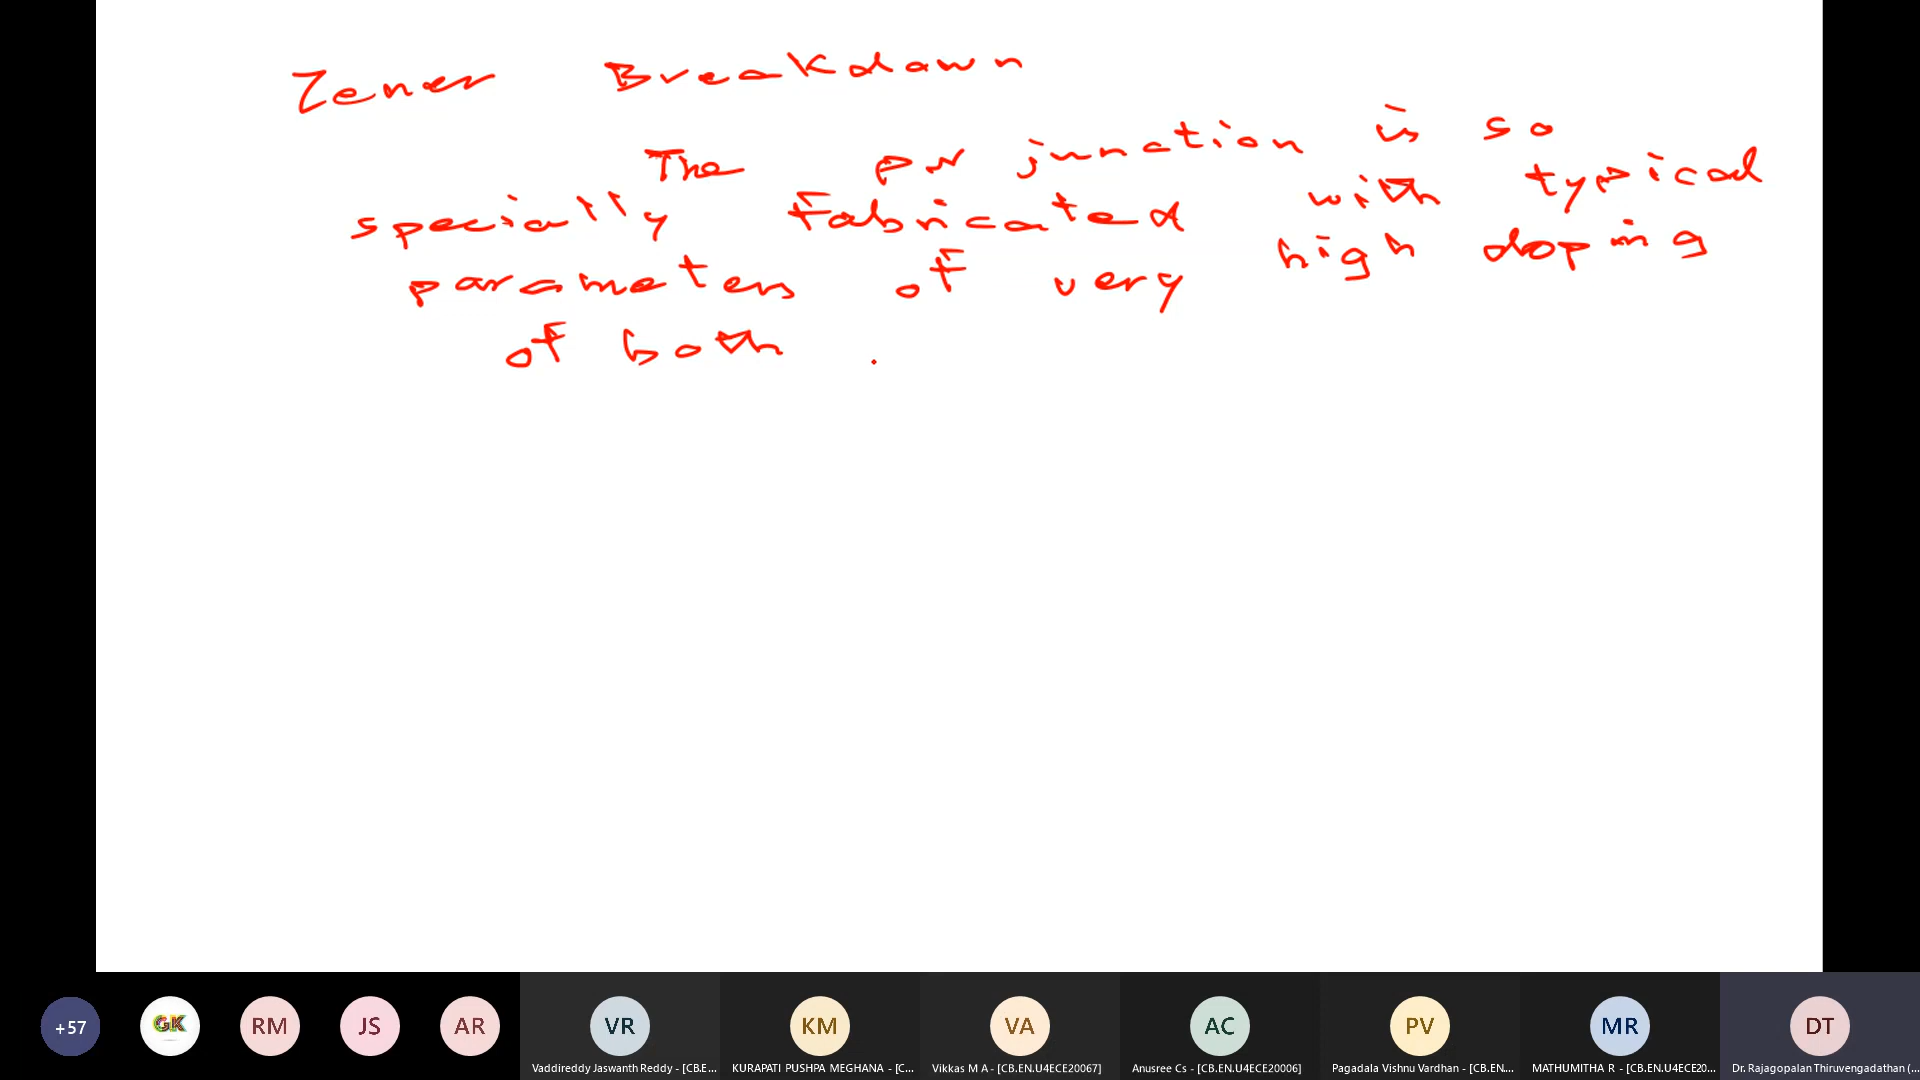 Zener Breakdown
The PN junction is so
specially fabricated with typical
parameters of very high doping
of both
+57
GK
RM
JS
AR
VR
KM
VA
AC
PV
MR
DT
Vaddireddy Jaswanth Reddy - [CB.E...
KURAPATI PUSHPA MEGHANA - [C...
Vikkas M A - [CB.EN.U4ECE20067]
Anusree Cs - [CB.EN.U4ECE20006]
Pagadala Vishnu Vardhan - [CB.EN....
MATHUMITHA R - [CB.EN.U4ECE20...
Dr. Rajagopalan Thiruvengadathan (...